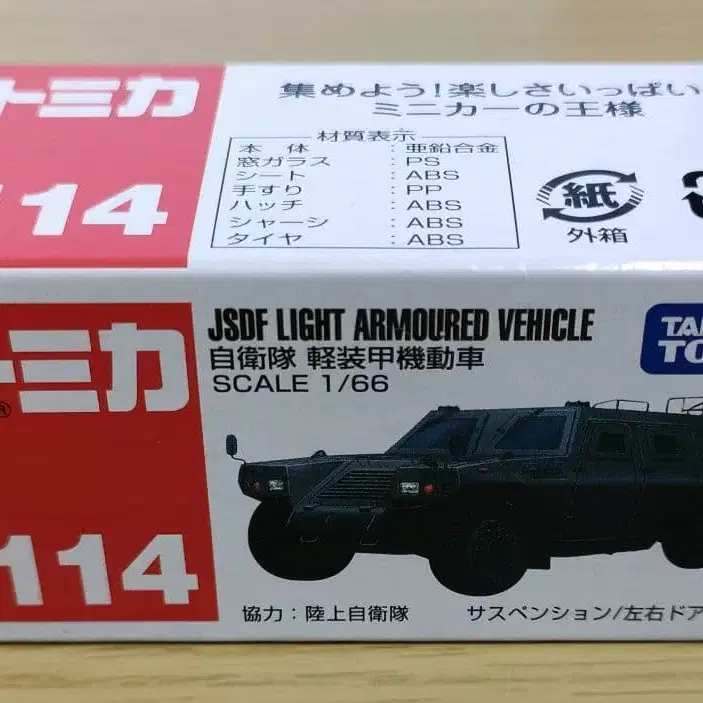 トミカ
114
集めよう!楽しさいっぱい
ミニカーの王様
材質表示
本 体 : 亜鉛合金
窓ガラス : PS
シート : ABS
手すり : PP
ハッチ : ABS
シャーシ : ABS
タイヤ : ABS
紙
外箱
トミカ
®
114
JSDF LIGHT ARMOURED VEHICLE
自衛隊 軽装甲機動車
SCALE 1/66
TA
TO
協力:陸上自衛隊
サスペンション/左右ドア